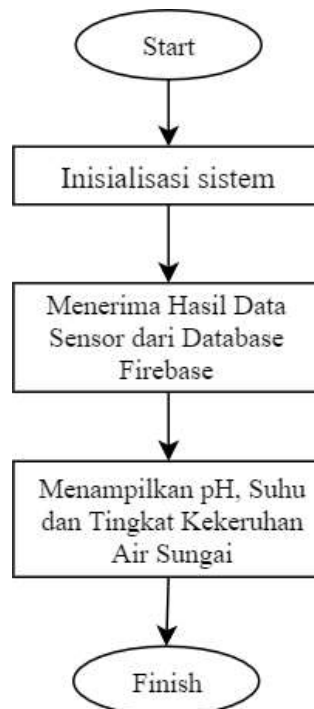 Start
Inisialisasi sistem
Menerima Hasil Data
Sensor dari Database
Firebase
Menampilkan pH, Suhu
dan Tingkat Kekeruhan
Air Sungai
Finish